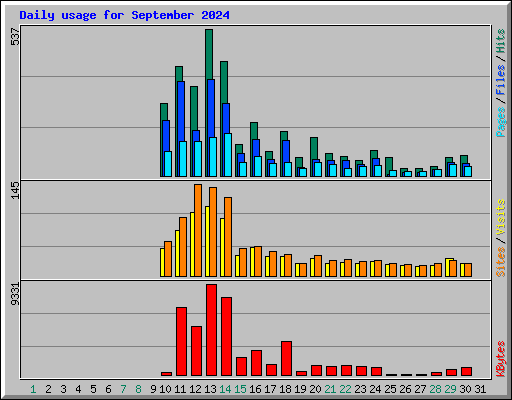 Daily usage for September 2024
537
Pages / Files / Hits
145
Sites / Visits
9331
KBytes
1 2 3 4 5 6 7 8 9 10 11 12 13 14 15 16 17 18 19 20 21 22 23 24 25 26 27 28 29 30 31